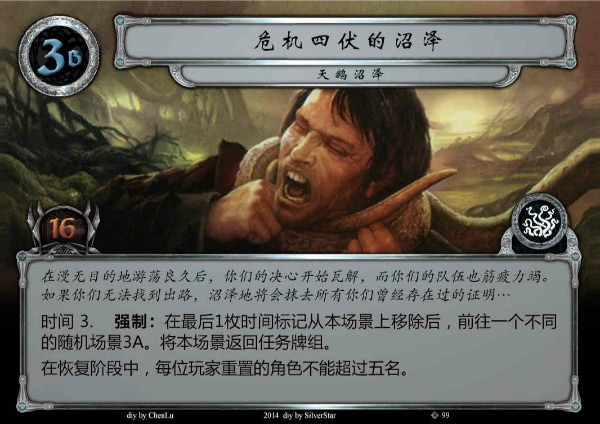 3B
危机四伏的沼泽
天鹅沼泽
16
在漫无目的地游荡良久后，你们的决心开始瓦解，而你们的队伍也筋疲力竭。
如果你们无法找到出路，沼泽地将会抹去所有你们曾经存在过的证明…
时间 3. 强制：在最后1枚时间标记从本场景上移除后，前往一个不同
的随机场景3A。将本场景返回任务牌组。
在恢复阶段中，每位玩家重置的角色不能超过五名。
diy by ChenLu 2014 diy by SilverStar 99